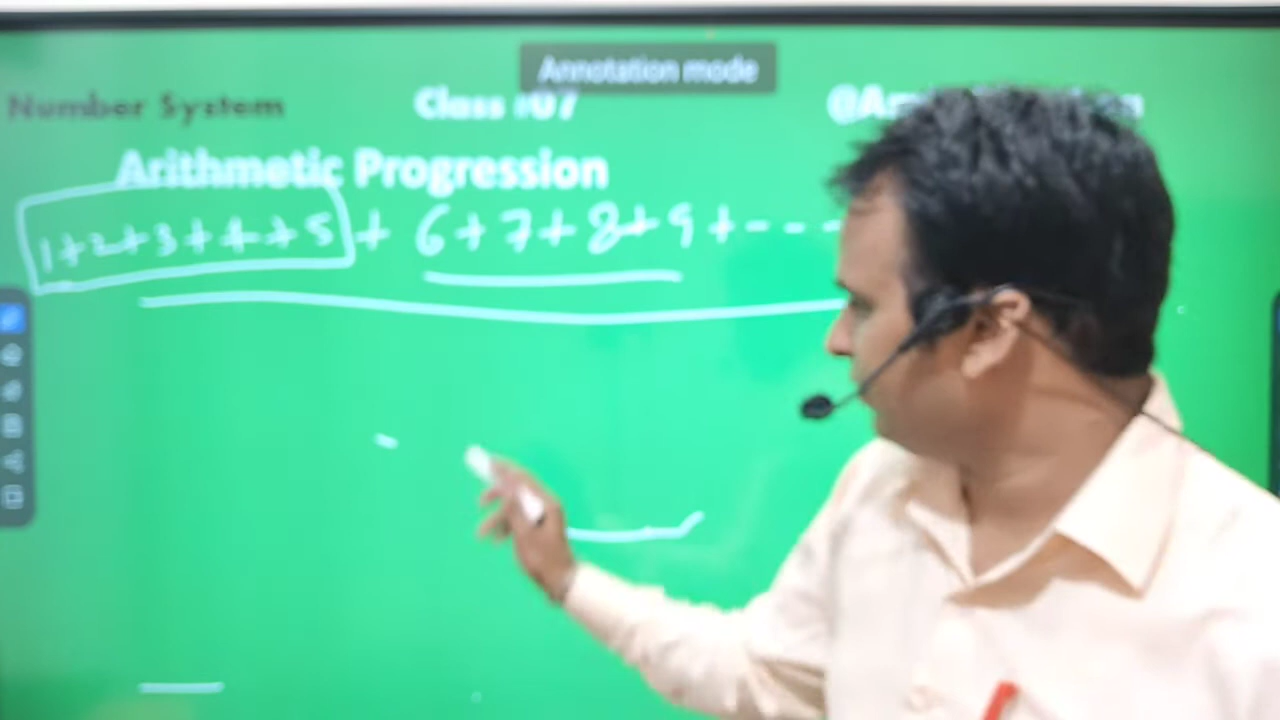 Annotation mode
Number System Class 07
Arithmetic Progression
1+2+3+4+5+6+7+8+9+---